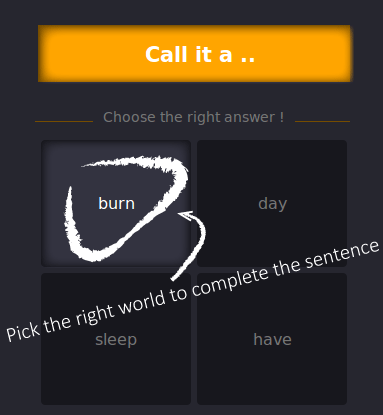 Call it a ..
Choose the right answer !
burn
day
Pick the right world to complete the sentence
sleep
have